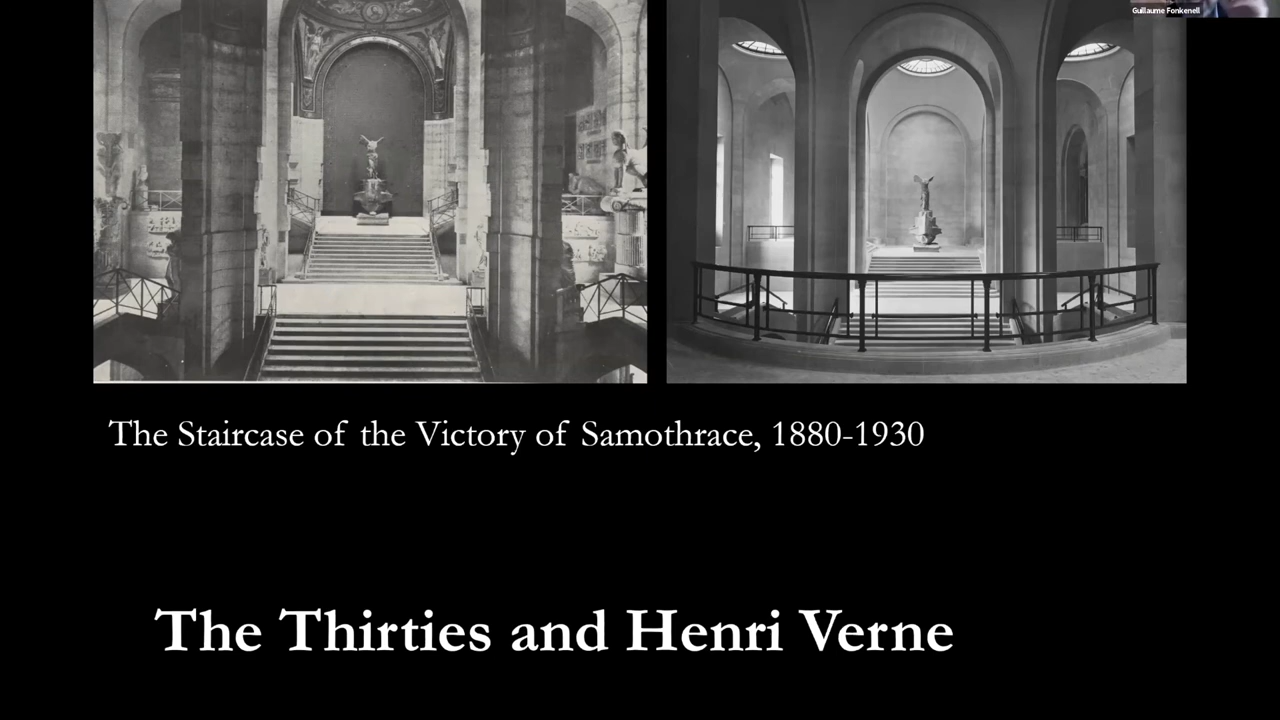 Guillaume Fonkenell
The Staircase of the Victory of Samothrace, 1880-1930
The Thirties and Henri Verne